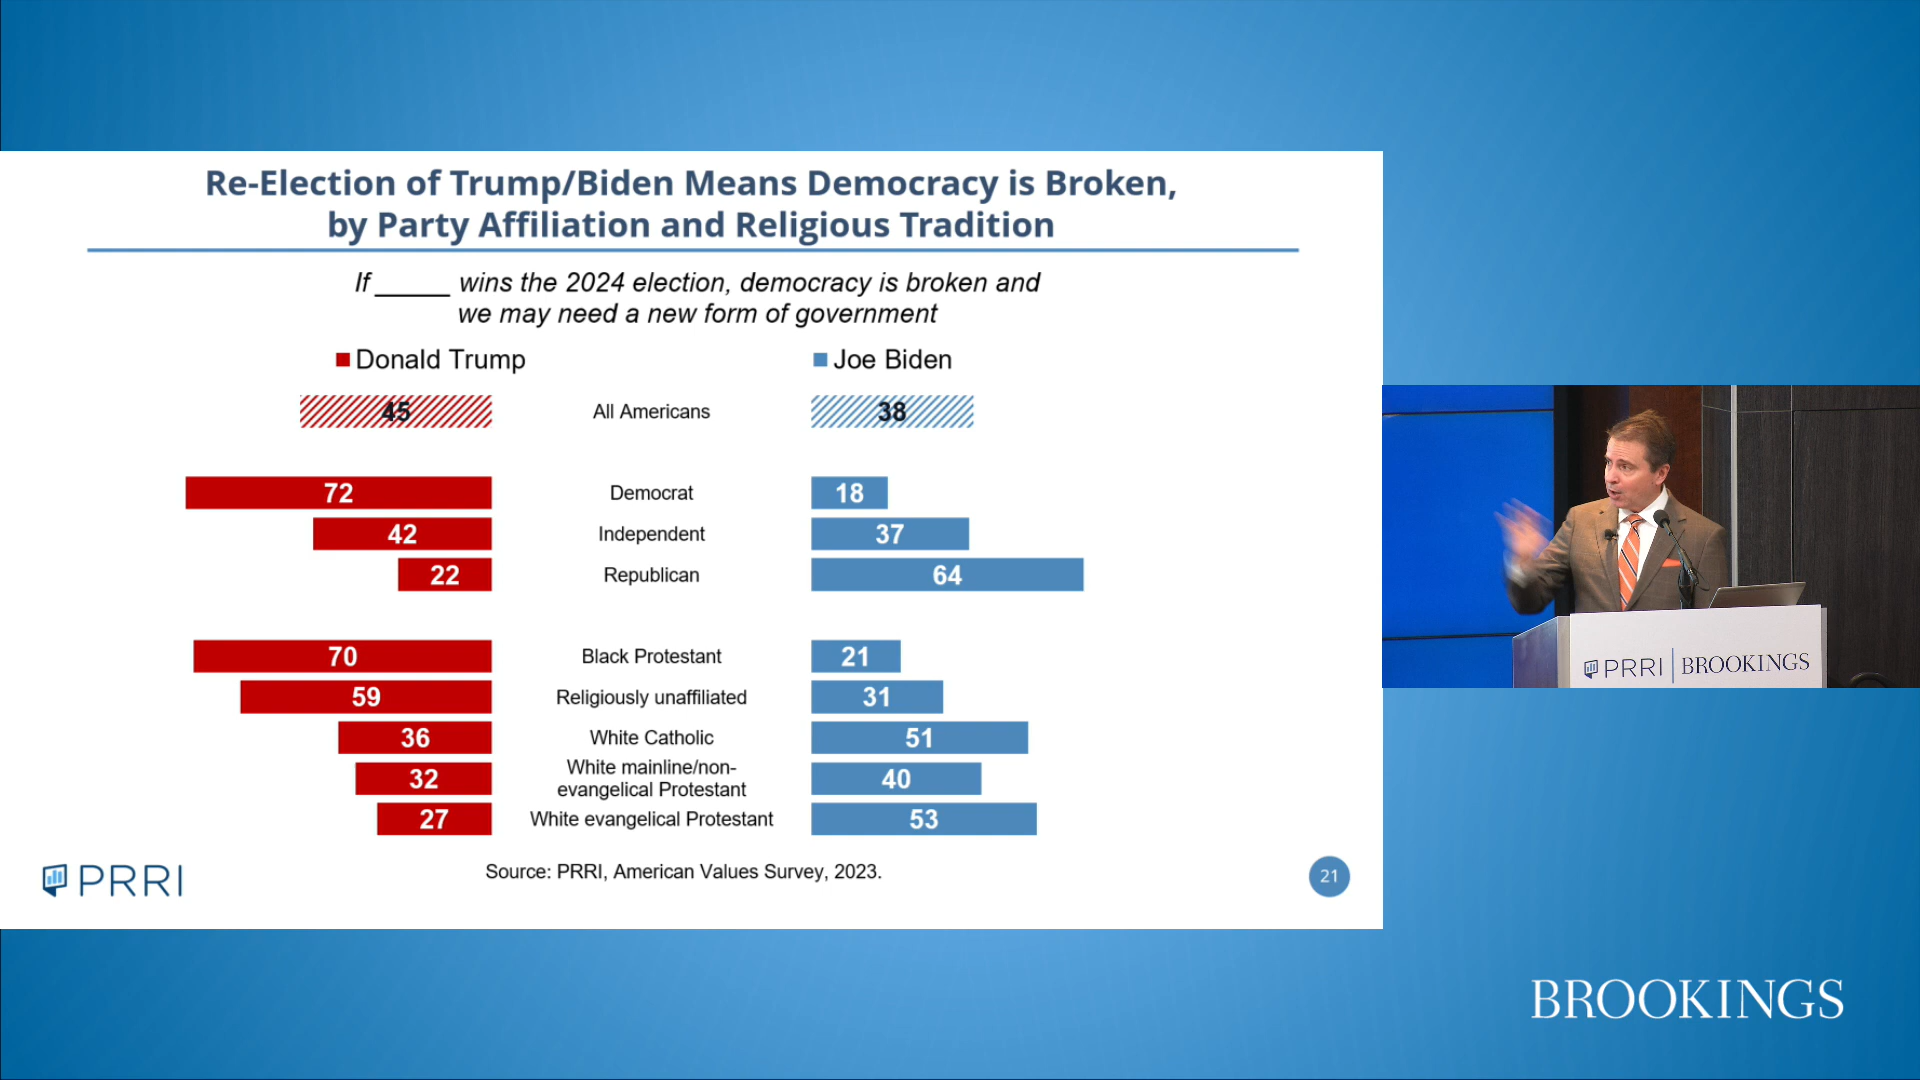 Re-Election of Trump/Biden Means Democracy is Broken,
by Party Affiliation and Religious Tradition
If _____ wins the 2024 election, democracy is broken and
we may need a new form of government
Donald Trump Joe Biden
45 All Americans 38
72 Democrat 18
42 Independent 37
22 Republican 64
70 Black Protestant 21
59 Religiously unaffiliated 31
36 White Catholic 51
32 White mainline/non-
evangelical Protestant 40
27 White evangelical Protestant 53
PRRI
Source: PRRI, American Values Survey, 2023.
21
PRRI BROOKINGS
BROOKINGS